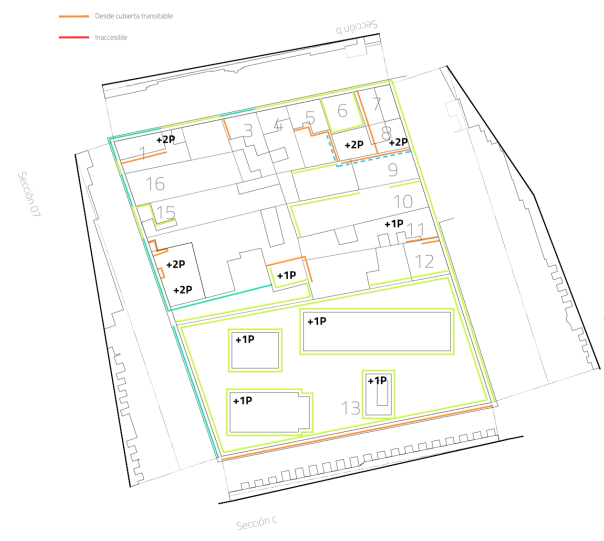 Desde cubierta transitable
Inaccesible
Sección b
Sección 07
1
+2P
3
4
5
6
7
8
+2P
+2P
16
9
15
10
+1P
11
+2P
+1P
12
+2P
+1P
+1P
+1P
+1P
13
Sección c